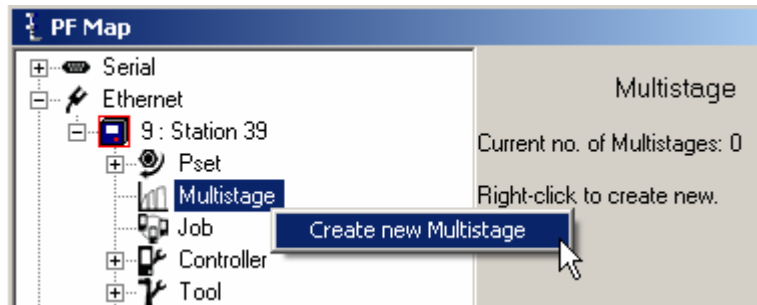 PF Map
Serial
Ethernet
9 : Station 39
Pset
Multistage
Job
Controller
Tool
Create new Multistage
Multistage
Current no. of Multistages: 0
Right-click to create new.